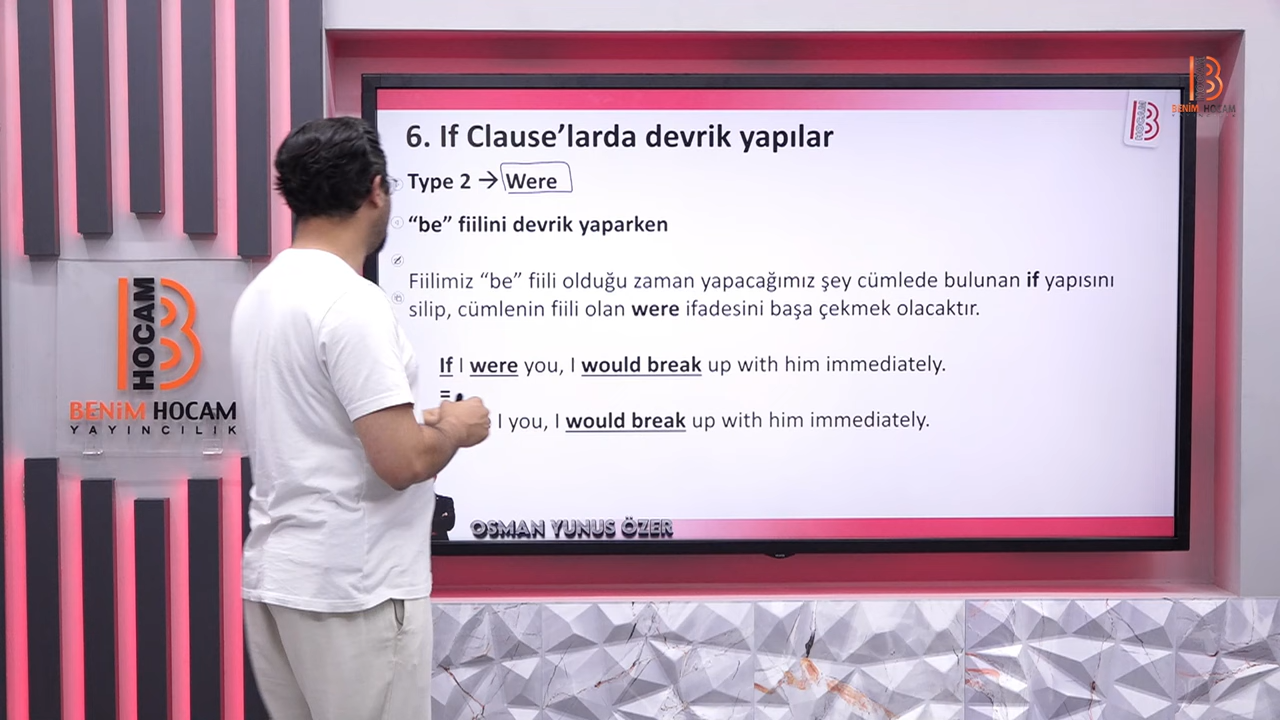 BENİM HOCAM
HOCAM
6. If Clause'larda devrik yapılar
Type 2 → Were
“be” fiilini devrik yaparken
Fiilimiz “be” fiili olduğu zaman yapacağımız şey cümlede bulunan if yapısını
silip, cümlenin fiili olan were ifadesini başa çekmek olacaktır.
If I were you, I would break up with him immediately.
=
I you, I would break up with him immediately.
OSMAN YUNUS ÖZER
HOCAM
BENiM HOCAM
YAYINCILIK